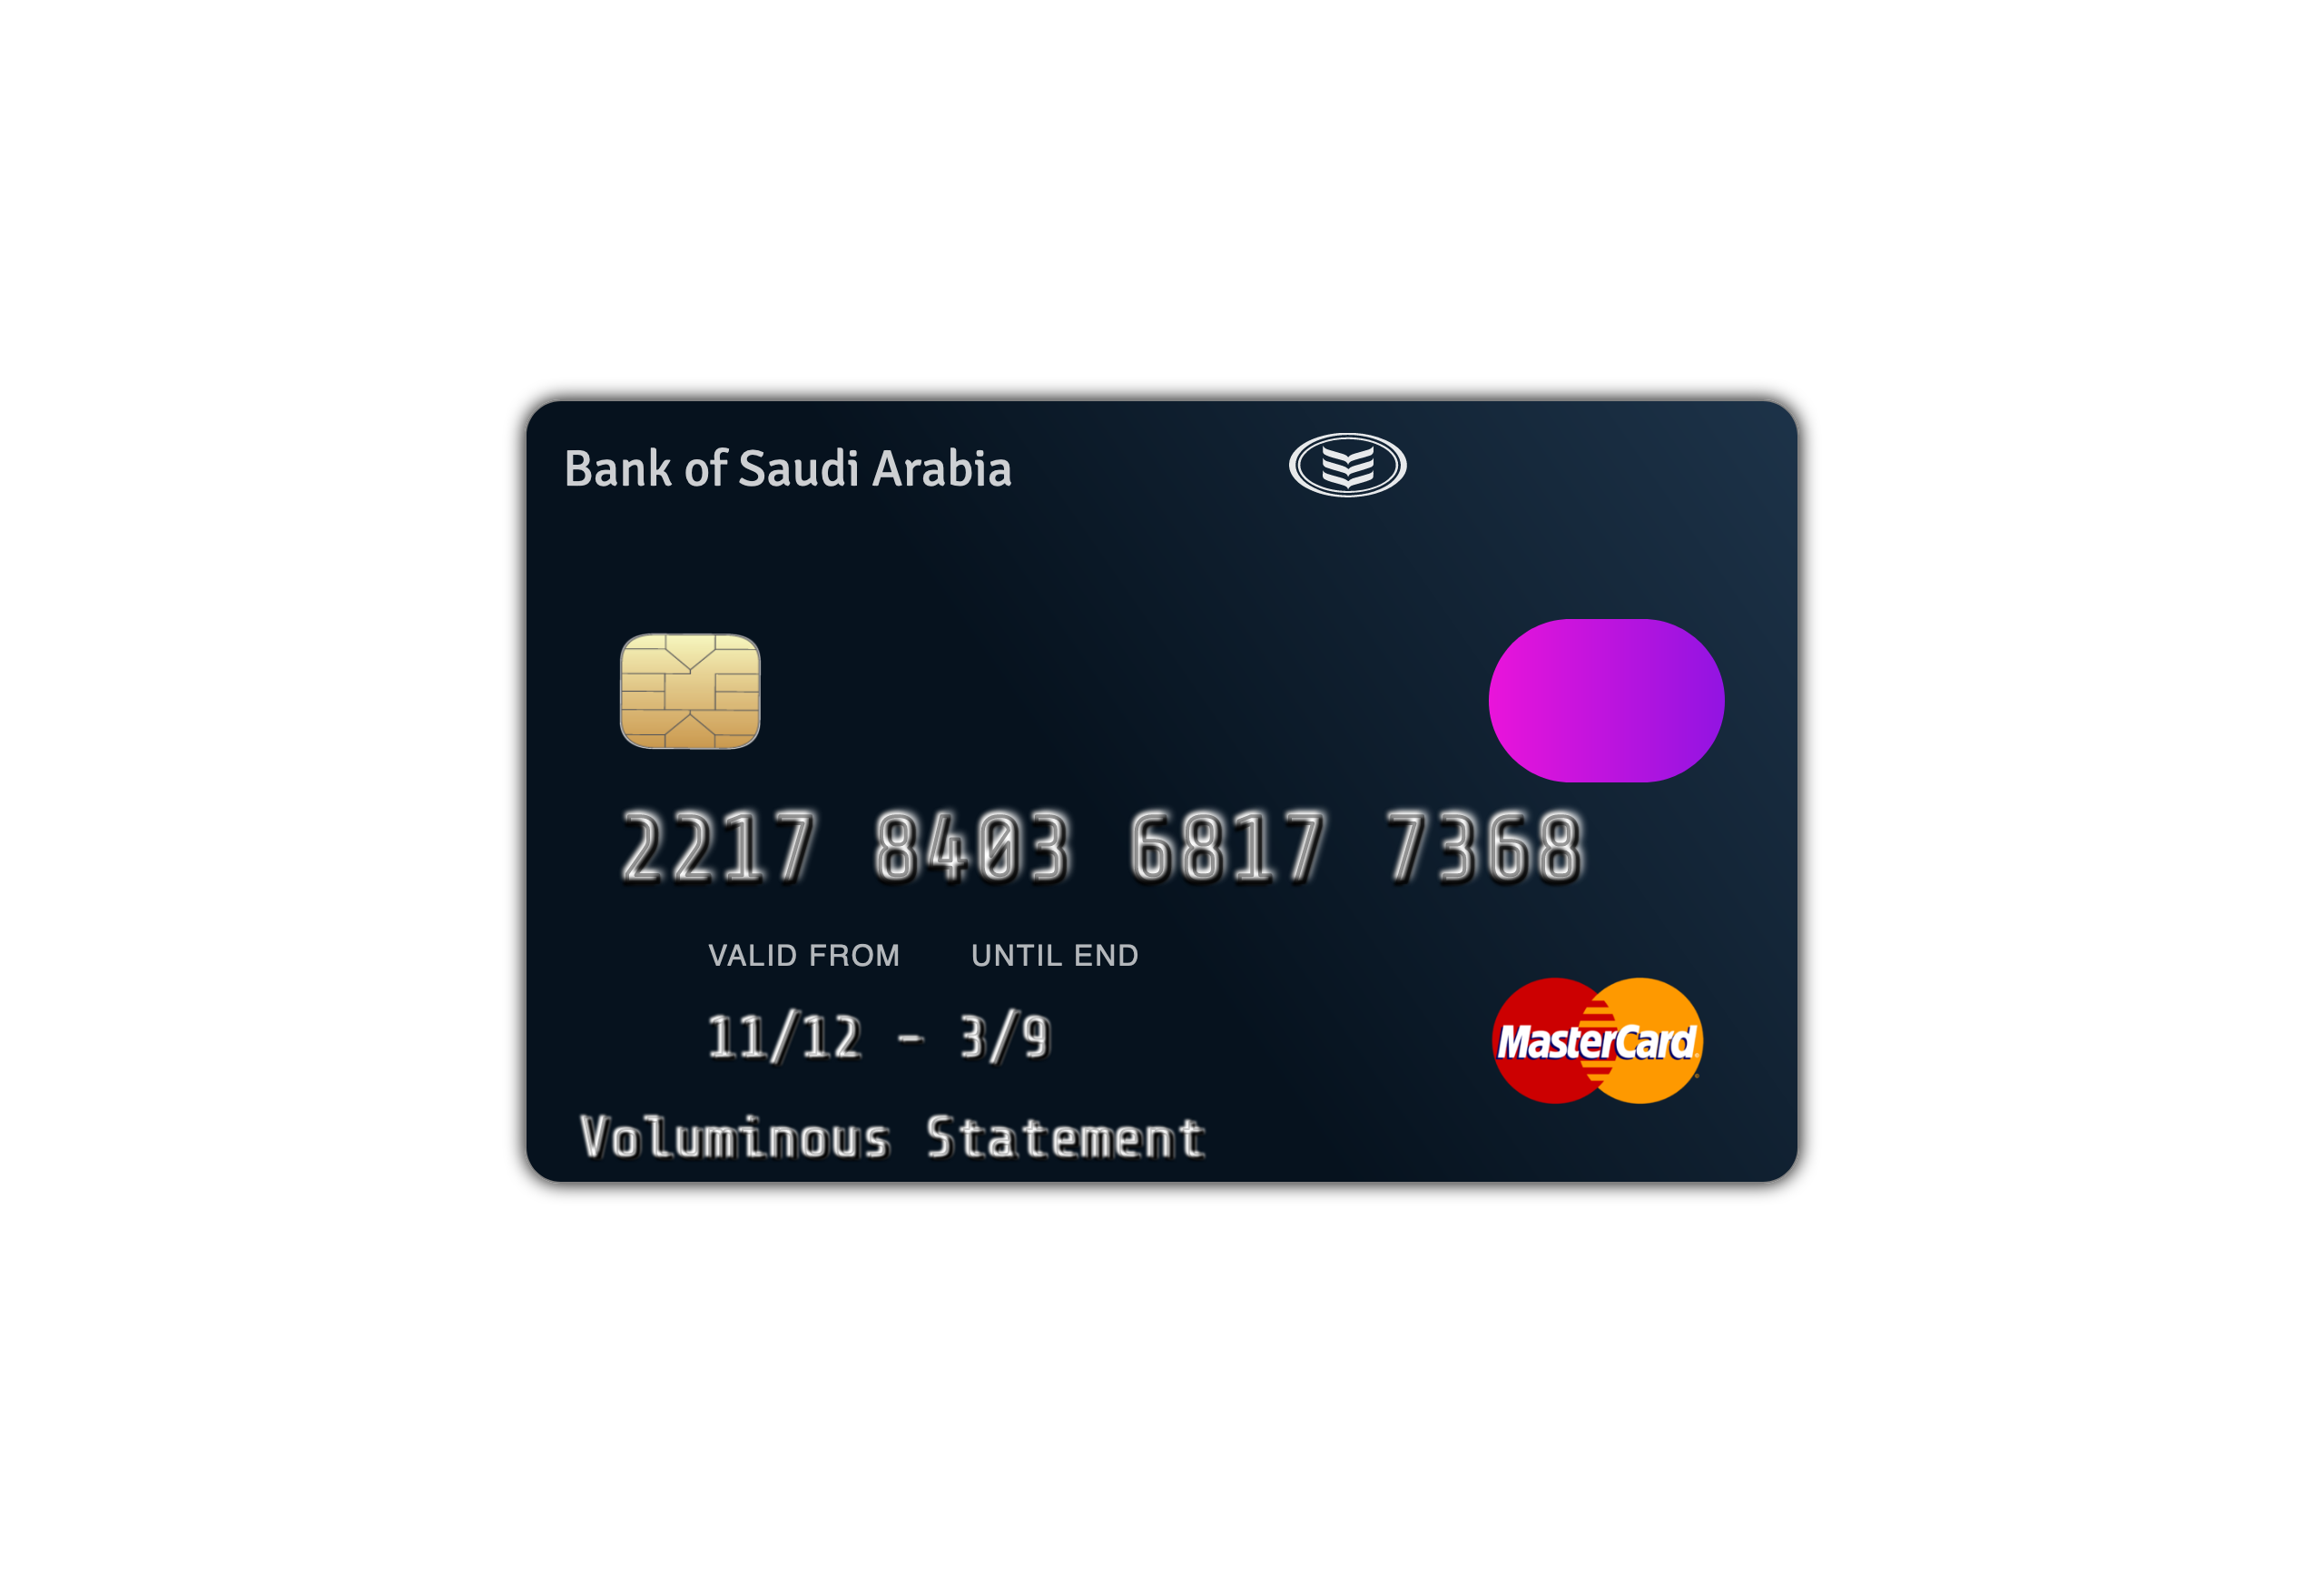 Bank of Saudi Arabia
2217 8403 6817 7368
VALID FROM UNTIL END
11/12 - 3/9
MasterCard
Voluminous Statement